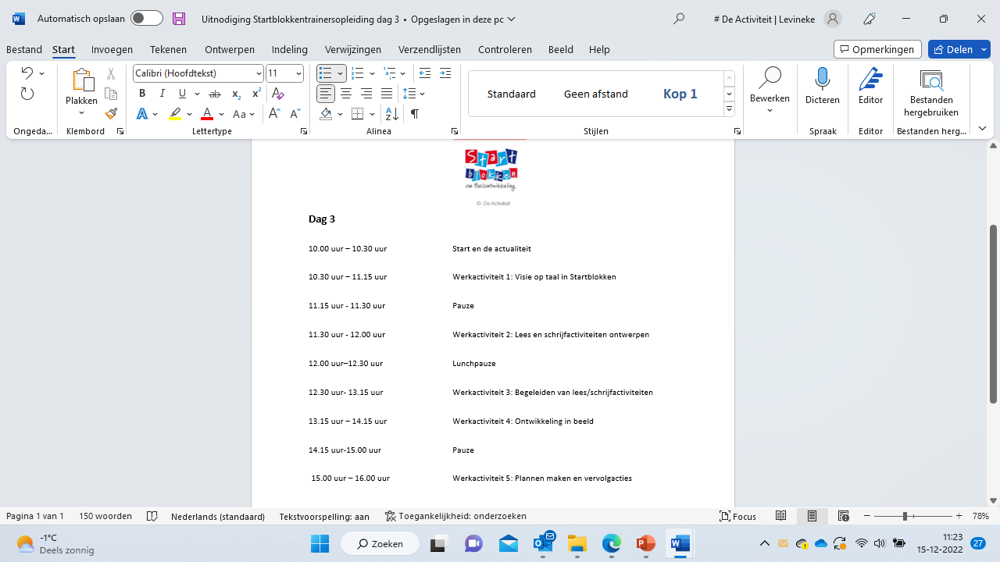 Automatisch opslaan
Uitnodiging Startblokkentrainersopleiding dag 3 • Opgeslagen in deze pc
# De Activiteit | Levineke
Bestand Start Invoegen Tekenen Ontwerpen Indeling Verwijzingen Verzendlijsten Controleren Beeld Help
Opmerkingen Delen
Plakken
Calibri (Hoofdtekst) 11
Standaard Geen afstand Kop 1
Bewerken
Dicteren
Editor
Bestanden
hergebruiken
Ongeda... Klembord Lettertype Alinea Stijlen Spraak Editor Bestanden herg...
Start
blokken
van Basisontwikkeling
©- De Activiteit
Dag 3
10.00 uur – 10.30 uur Start en de actualiteit
10.30 uur – 11.15 uur Werkactiviteit 1: Visie op taal in Startblokken
11.15 uur - 11.30 uur Pauze
11.30 uur - 12.00 uur Werkactiviteit 2: Lees en schrijfactiviteiten ontwerpen
12.00 uur–12.30 uur Lunchpauze
12.30 uur- 13.15 uur Werkactiviteit 3: Begeleiden van lees/schrijfactiviteiten
13.15 uur – 14.15 uur Werkactiviteit 4: Ontwikkeling in beeld
14.15 uur-15.00 uur Pauze
15.00 uur – 16.00 uur Werkactiviteit 5: Plannen maken en vervolgacties
Pagina 1 van 1 150 woorden Nederlands (standaard) Tekstvoorspelling: aan Toegankelijkheid: onderzoeken Focus 78%
-1°C
Deels zonnig
Zoeken
11:23
15-12-2022
27